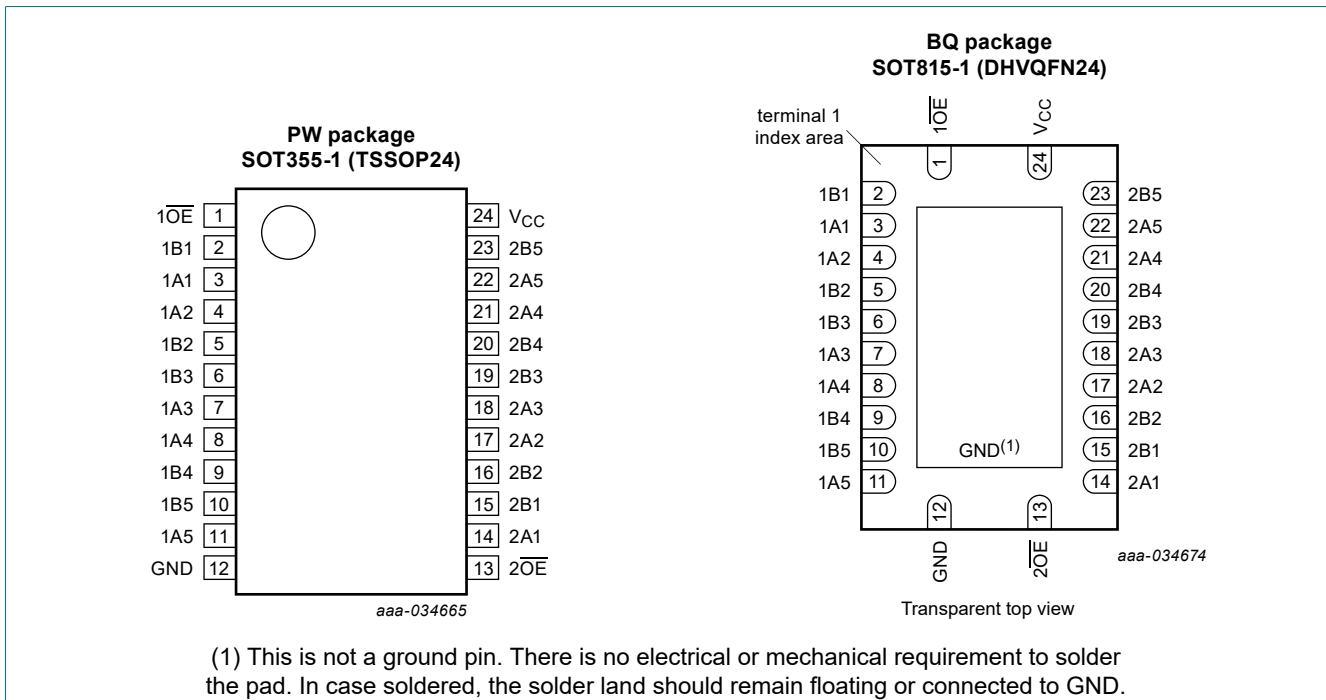 PW package
SOT355-1 (TSSOP24)
1OE 1
1B1 2
1A1 3
1A2 4
1B2 5
1B3 6
1A3 7
1A4 8
1B4 9
1B5 10
1A5 11
GND 12
24 VCC
23 2B5
22 2A5
21 2A4
20 2B4
19 2B3
18 2A3
17 2A2
16 2B2
15 2B1
14 2A1
13 2OE
aaa-034665
BQ package
SOT815-1 (DHVQFN24)
terminal 1
index area
1OE
1
VCC
24
1B1 2
1A1 3
1A2 4
1B2 5
1B3 6
1A3 7
1A4 8
1B4 9
1B5 10
1A5 11
23 2B5
22 2A5
21 2A4
20 2B4
19 2B3
18 2A3
17 2A2
16 2B2
15 2B1
14 2A1
GND(1)
12
GND
13
2OE
aaa-034674
Transparent top view
(1) This is not a ground pin. There is no electrical or mechanical requirement to solder
the pad. In case soldered, the solder land should remain floating or connected to GND.